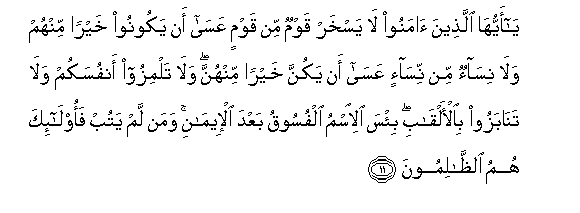 يَـٰٓأَيُّهَا ٱلَّذِينَ ءَامَنُوا۟ لَا يَسْخَرْ قَوْمٌ مِّن قَوْمٍ عَسَىٰٓ أَن يَكُونُوا۟ خَيْرًا مِّنْهُمْ
وَلَا نِسَآءٌ مِّن نِّسَآءٍ عَسَىٰٓ أَن يَكُنَّ خَيْرًا مِّنْهُنَّ ۖ وَلَا تَلْمِزُوٓا۟ أَنفُسَكُمْ وَلَا
تَنَابَزُوا۟ بِٱلْأَلْقَـٰبِ ۖ بِئْسَ ٱلِٱسْمُ ٱلْفُسُوقُ بَعْدَ ٱلْإِيمَـٰنِ ۚ وَمَن لَّمْ يَتُبْ فَأُو۟لَـٰٓئِكَ
هُمُ ٱلظَّـٰلِمُونَ ١١